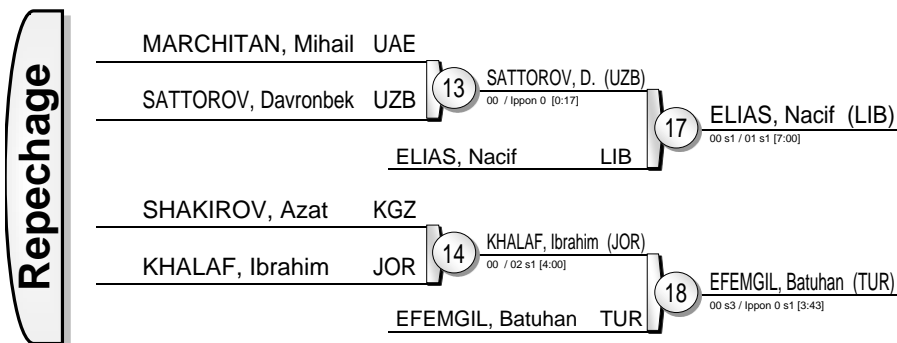 Repechage
MARCHITAN, Mihail UAE
SATTOROV, Davronbek UZB
13
SATTOROV, D. (UZB)
00 / Ippon 0 [0:17]
ELIAS, Nacif LIB
17
ELIAS, Nacif (LIB)
00 s1 / 01 s1 [7:00]
SHAKIROV, Azat KGZ
KHALAF, Ibrahim JOR
14
KHALAF, Ibrahim (JOR)
00 / 02 s1 [4:00]
EFEMGIL, Batuhan TUR
18
EFEMGIL, Batuhan (TUR)
00 s3 / Ippon 0 s1 [3:43]